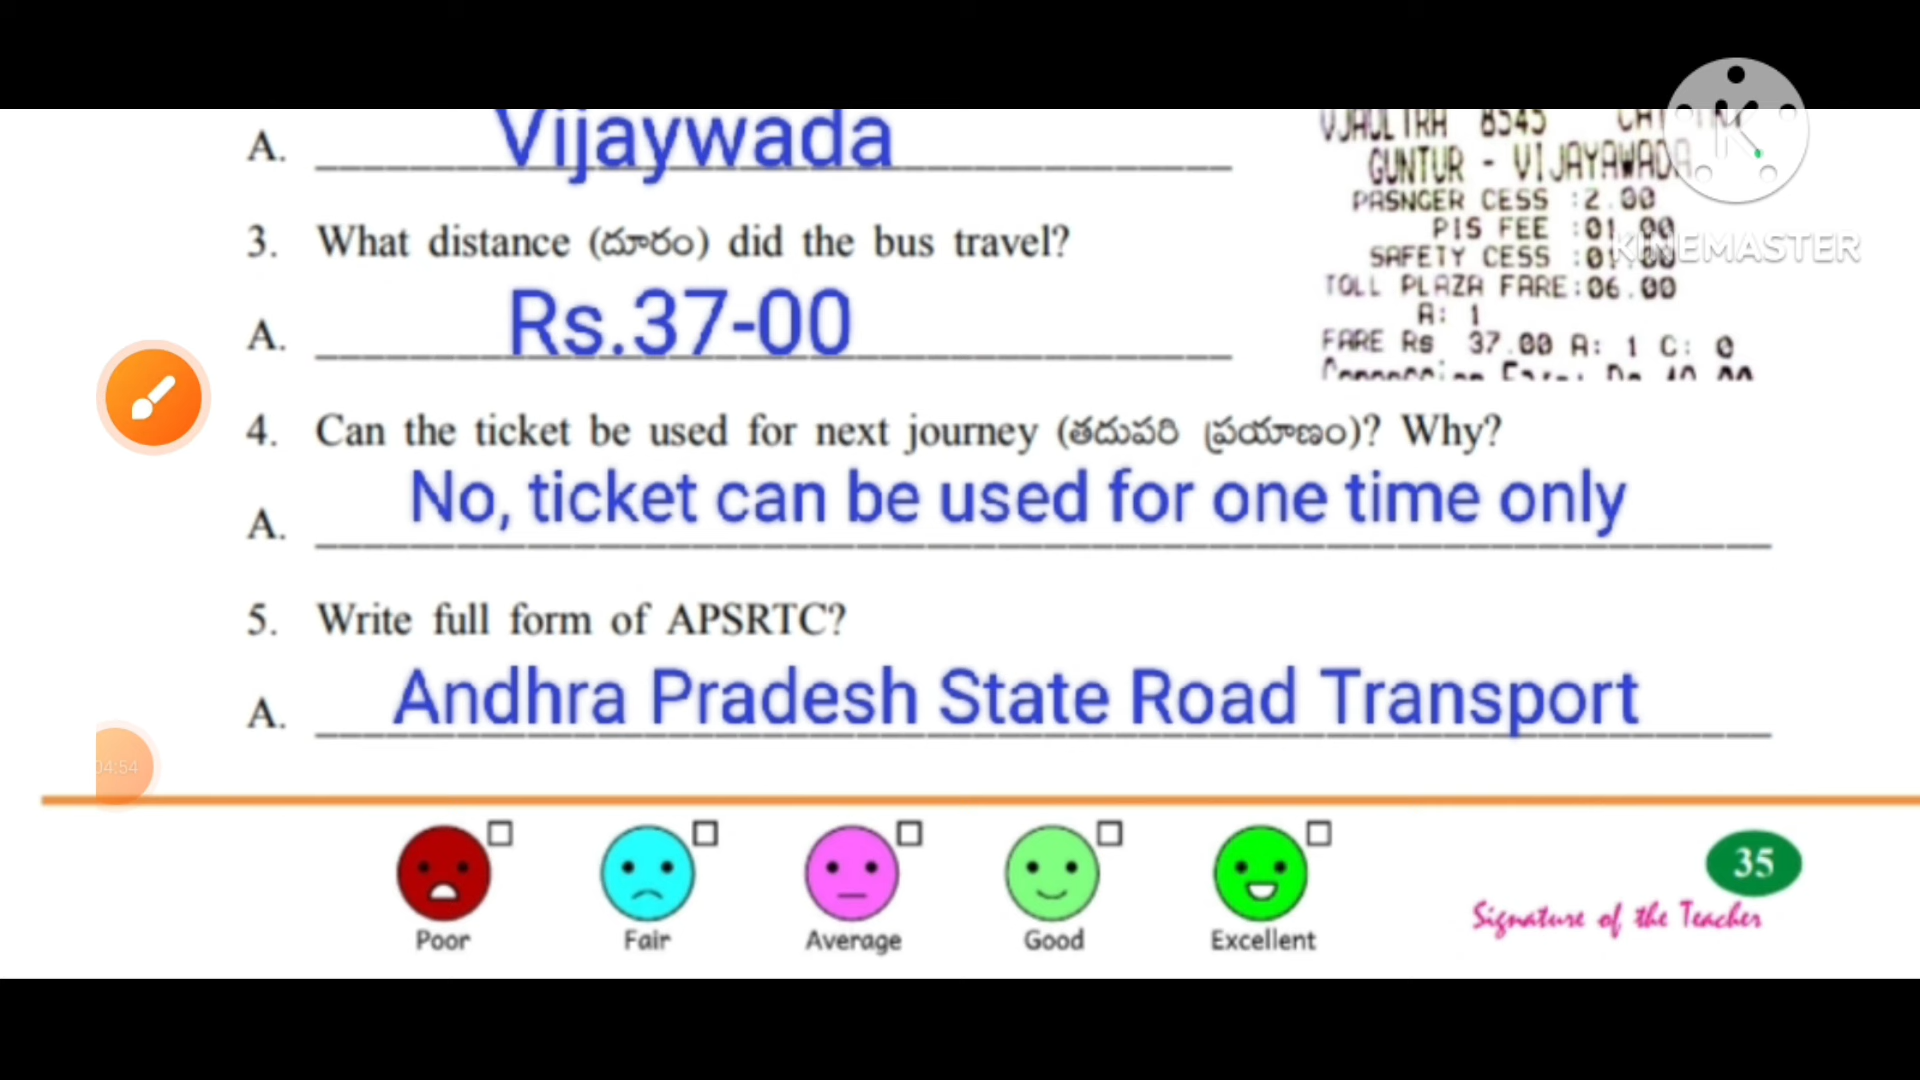 A. Vijaywada
GUNTUR - VIJAYAWADA
PASNGER CESS :2.00
3. What distance (దూరం) did the bus travel?
PIS FEE :01.00
KINEMASTER
SAFETY CESS :01.00
TOLL PLAZA FARE:06.00
A: 1
A. Rs.37-00
FARE Rs 37.00 A: 1 C: 0
4. Can the ticket be used for next journey (తదుపరి ప్రయాణం)? Why?
A. No, ticket can be used for one time only
5. Write full form of APSRTC?
A. Andhra Pradesh State Road Transport
04:54
Poor Fair Average Good Excellent
35
Signature of the Teacher